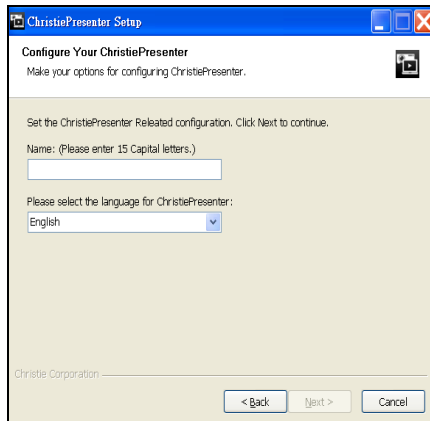 ChristiePresenter Setup
Configure Your ChristiePresenter
Make your options for configuring ChristiePresenter.
Set the ChristiePresenter Releated configuration. Click Next to continue.
Name: (Please enter 15 Capital letters.)
Please select the language for ChristiePresenter:
English
Christie Corporation
< Back Next > Cancel